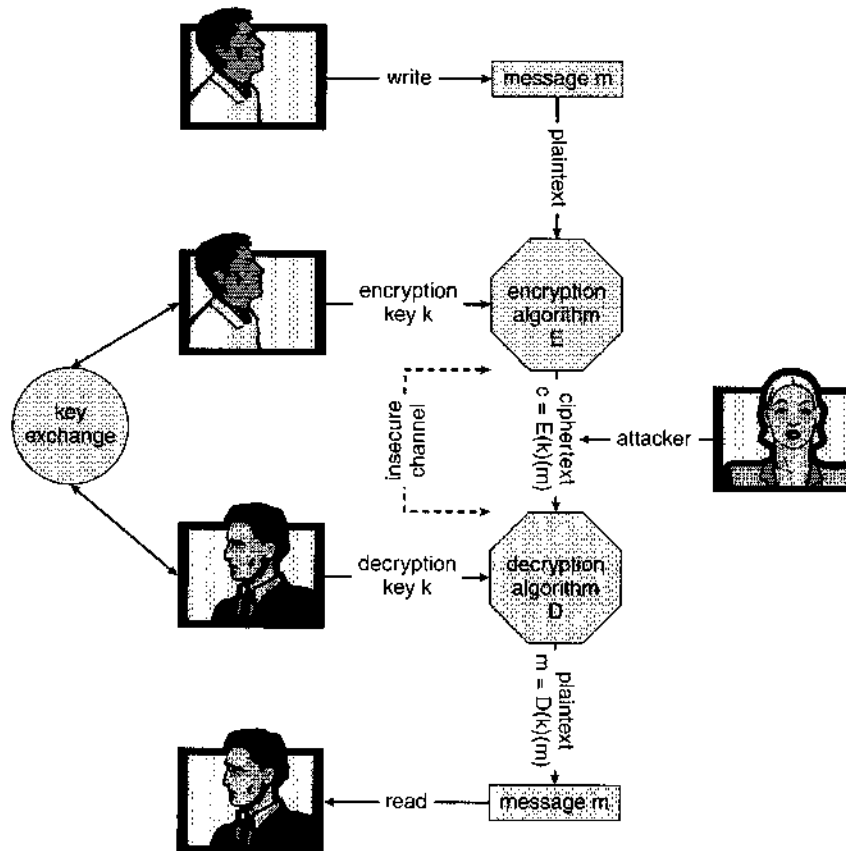 write
message m
plaintext
encryption
key k
encryption
algorithm
E
key
exchange
insecure
channel
ciphertext
c = E(k)(m)
attacker
decryption
key k
decryption
algorithm
D
plaintext
m = D(k)(m)
read
message m